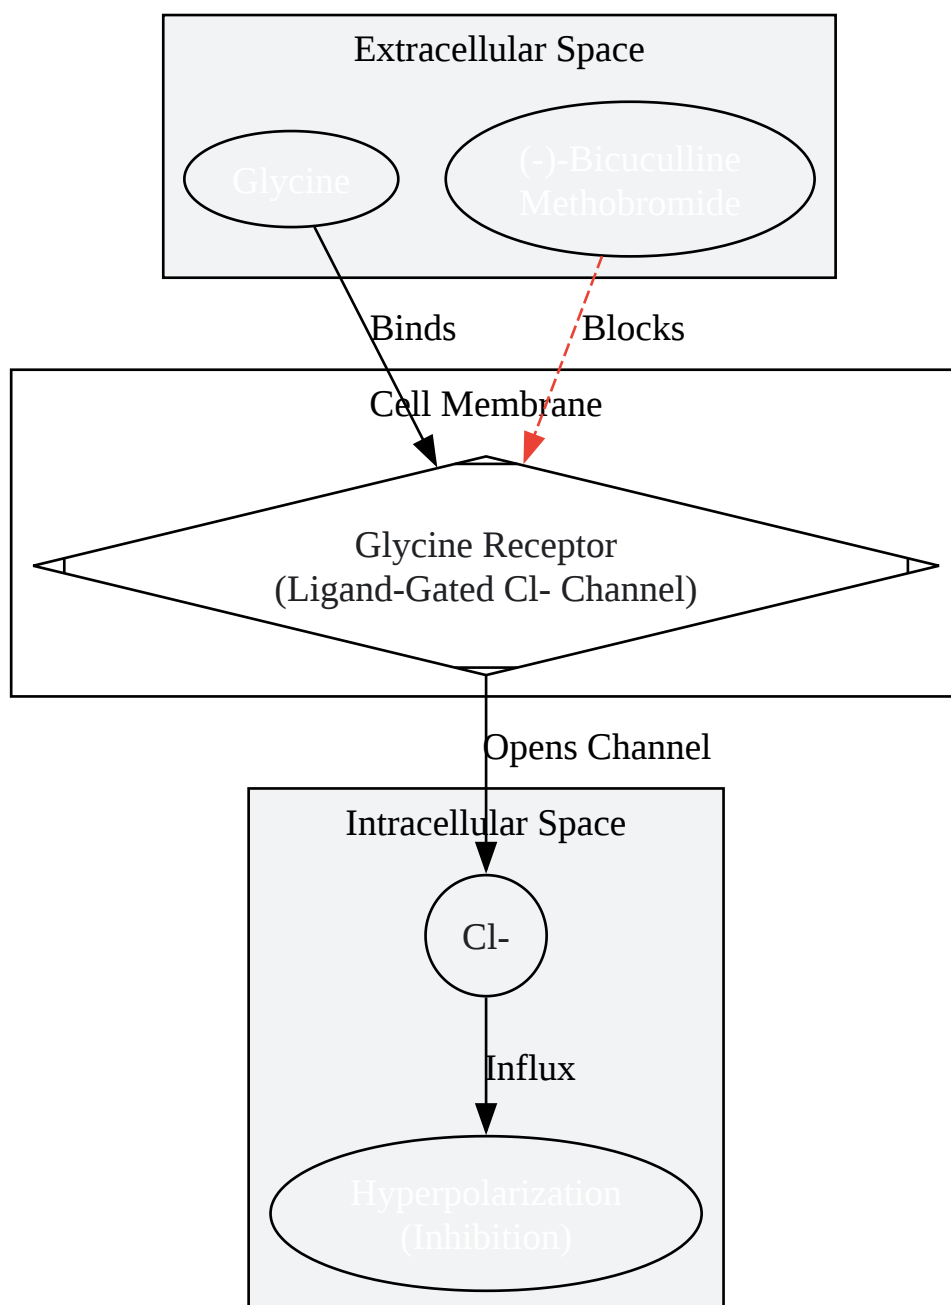 Extracellular Space
Glycine
(-)-Bicuculline
Methobromide
Binds
Blocks
Cell Membrane
Glycine Receptor
(Ligand-Gated Cl- Channel)
Opens Channel
Intracellular Space
Cl-
Influx
Hyperpolarization
(Inhibition)